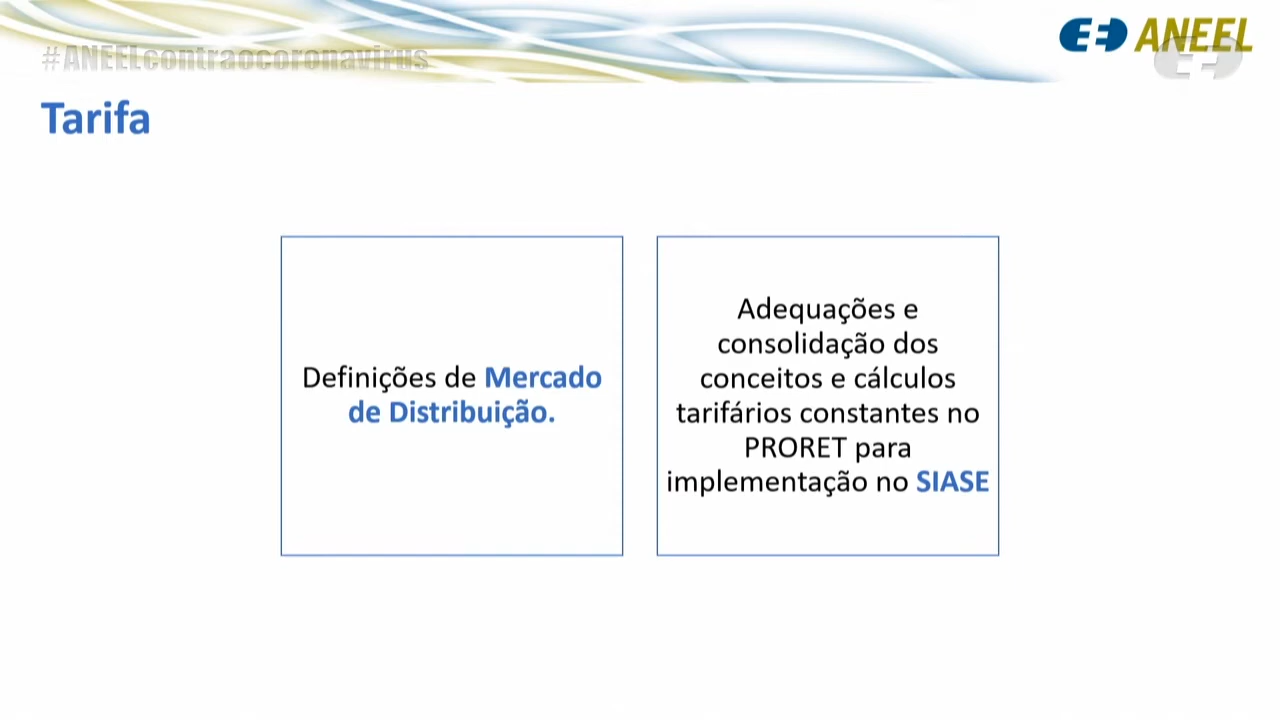 #ANEELcontraocoronavirus
ANEEL
Tarifa
Definições de Mercado
de Distribuição.
Adequações e
consolidação dos
conceitos e cálculos
tarifários constantes no
PRORET para
implementação no SIASE